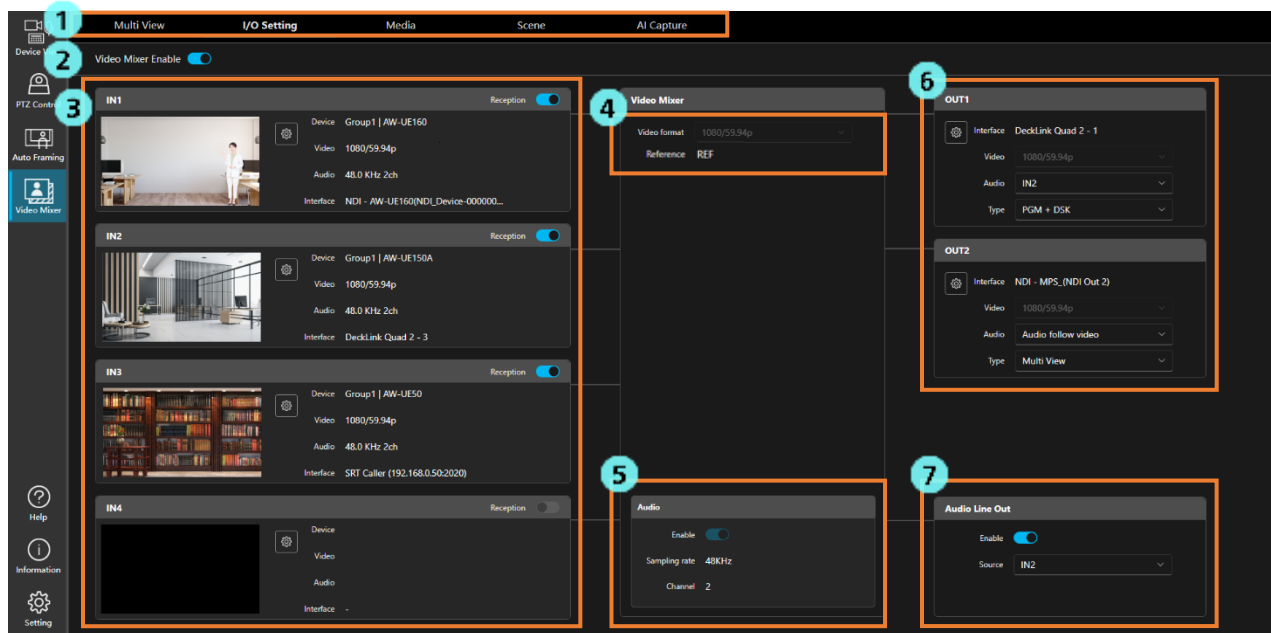 1
Multi View
I/O Setting
Media
Scene
AI Capture
Device
2
Video Mixer Enable
PTZ Control
Auto Framing
Video Mixer
Help
Information
Setting
3
IN1
Reception
Device Group1 | AW-UE160
Video 1080/59.94p
Audio 48.0 KHz 2ch
Interface NDI - AW-UE160(NDI_Device-000000...
IN2
Reception
Device Group1 | AW-UE150A
Video 1080/59.94p
Audio 48.0 KHz 2ch
Interface DeckLink Quad 2 - 3
IN3
Reception
Device Group1 | AW-UE50
Video 1080/59.94p
Audio 48.0 KHz 2ch
Interface SRT Caller (192.168.0.50:2020)
IN4
Reception
Device
Video
Audio
Interface -
4
Video Mixer
Video format 1080/59.94p
Reference REF
5
Audio
Enable
Sampling rate 48KHz
Channel 2
6
OUT1
Interface DeckLink Quad 2 - 1
Video 1080/59.94p
Audio IN2
Type PGM + DSK
OUT2
Interface NDI - MPS_(NDI Out 2)
Video 1080/59.94p
Audio Audio follow video
Type Multi View
7
Audio Line Out
Enable
Source IN2